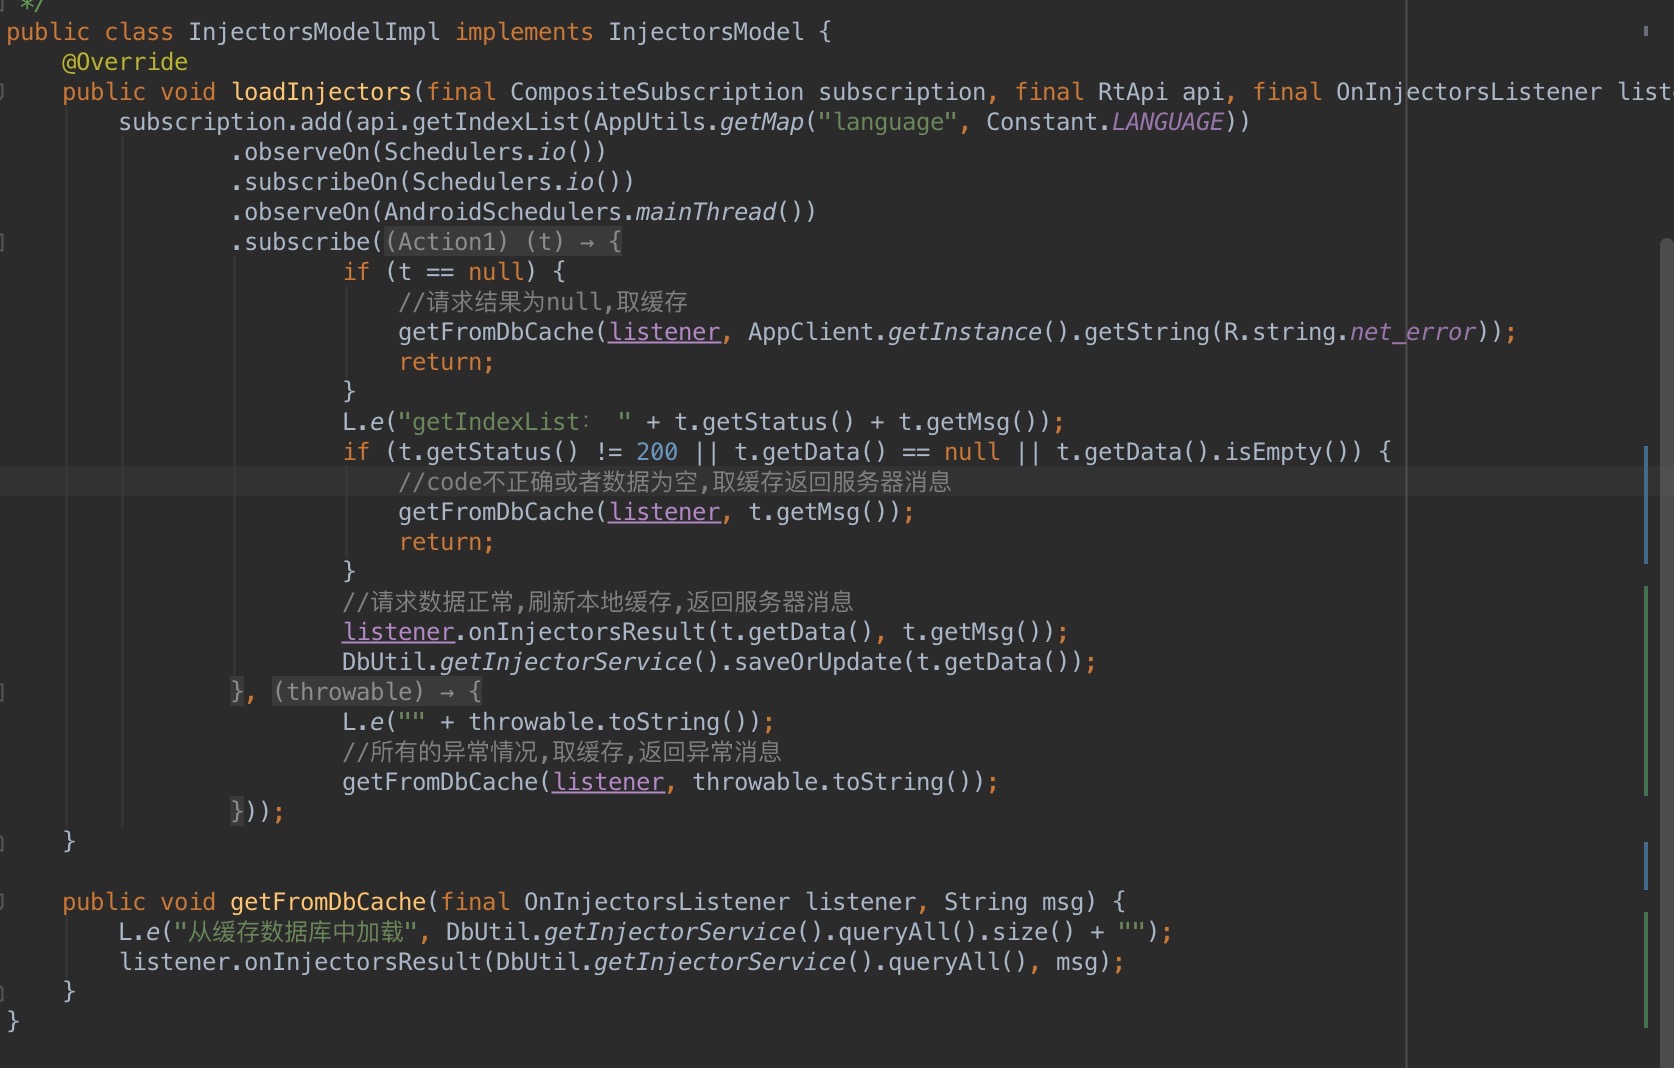 */
public class InjectorsModelImpl implements InjectorsModel {
@Override
public void loadInjectors(final CompositeSubscription subscription, final RtApi api, final OnInjectorsListener list
subscription.add(api.getIndexList(AppUtils.getMap("language", Constant.LANGUAGE))
.observeOn(Schedulers.io())
.subscribeOn(Schedulers.io())
.observeOn(AndroidSchedulers.mainThread())
.subscribe((Action1) (t) → {
if (t == null) {
//请求结果为null,取缓存
getFromDbCache(listener, AppClient.getInstance().getString(R.string.net_error));
return;
}
L.e("getIndexList： " + t.getStatus() + t.getMsg());
if (t.getStatus() != 200 || t.getData() == null || t.getData().isEmpty()) {
//code不正确或者数据为空,取缓存返回服务器消息
getFromDbCache(listener, t.getMsg());
return;
}
//请求数据正常,刷新本地缓存,返回服务器消息
listener.onInjectorsResult(t.getData(), t.getMsg());
DbUtil.getInjectorService().saveOrUpdate(t.getData());
}, (throwable) → {
L.e("" + throwable.toString());
//所有的异常情况,取缓存,返回异常消息
getFromDbCache(listener, throwable.toString());
}));
}
public void getFromDbCache(final OnInjectorsListener listener, String msg) {
L.e("从缓存数据库中加载", DbUtil.getInjectorService().queryAll().size() + "");
listener.onInjectorsResult(DbUtil.getInjectorService().queryAll(), msg);
}
}